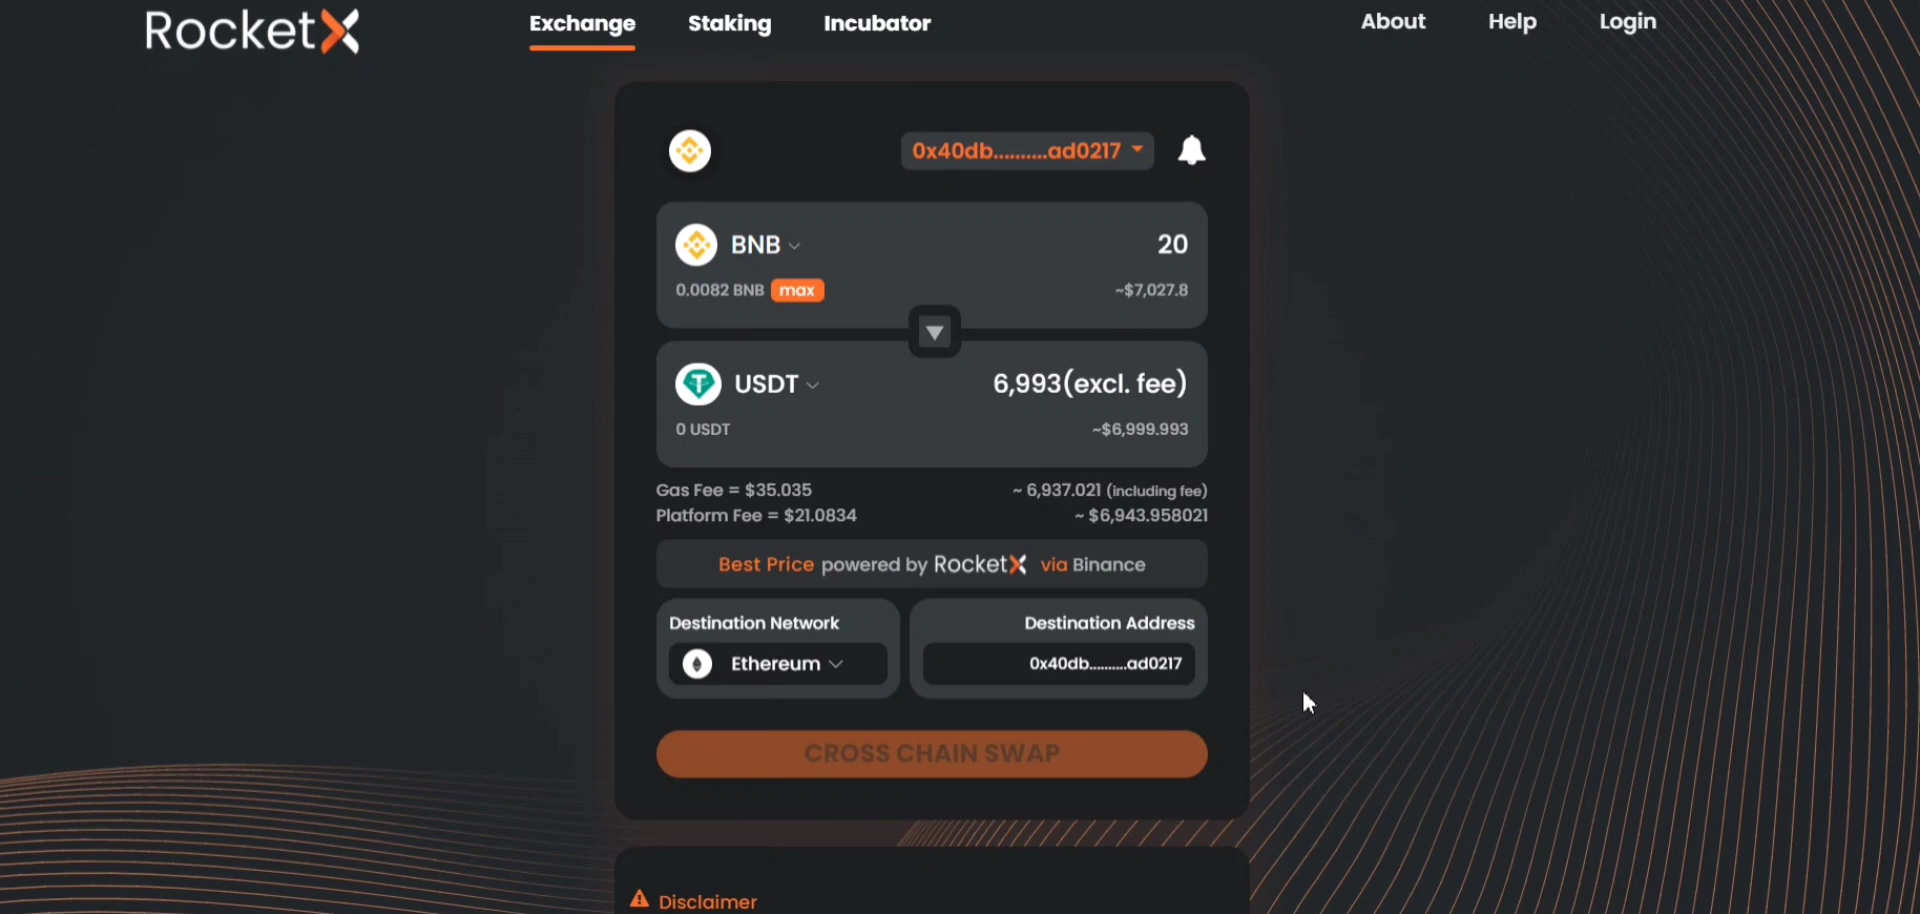 RocketX
Exchange Staking Incubator About Help Login
0x40db..........ad0217
BNB 20
0.0082 BNB max ~$7,027.8
USDT 6,993(excl. fee)
0 USDT ~$6,999.993
Gas Fee = $35.035 ~ 6,937.021 (including fee)
Platform Fee = $21.0834 ~ $6,943.958021
Best Price powered by RocketX via Binance
Destination Network Destination Address
Ethereum 0x40db..........ad0217
CROSS CHAIN SWAP
Disclaimer